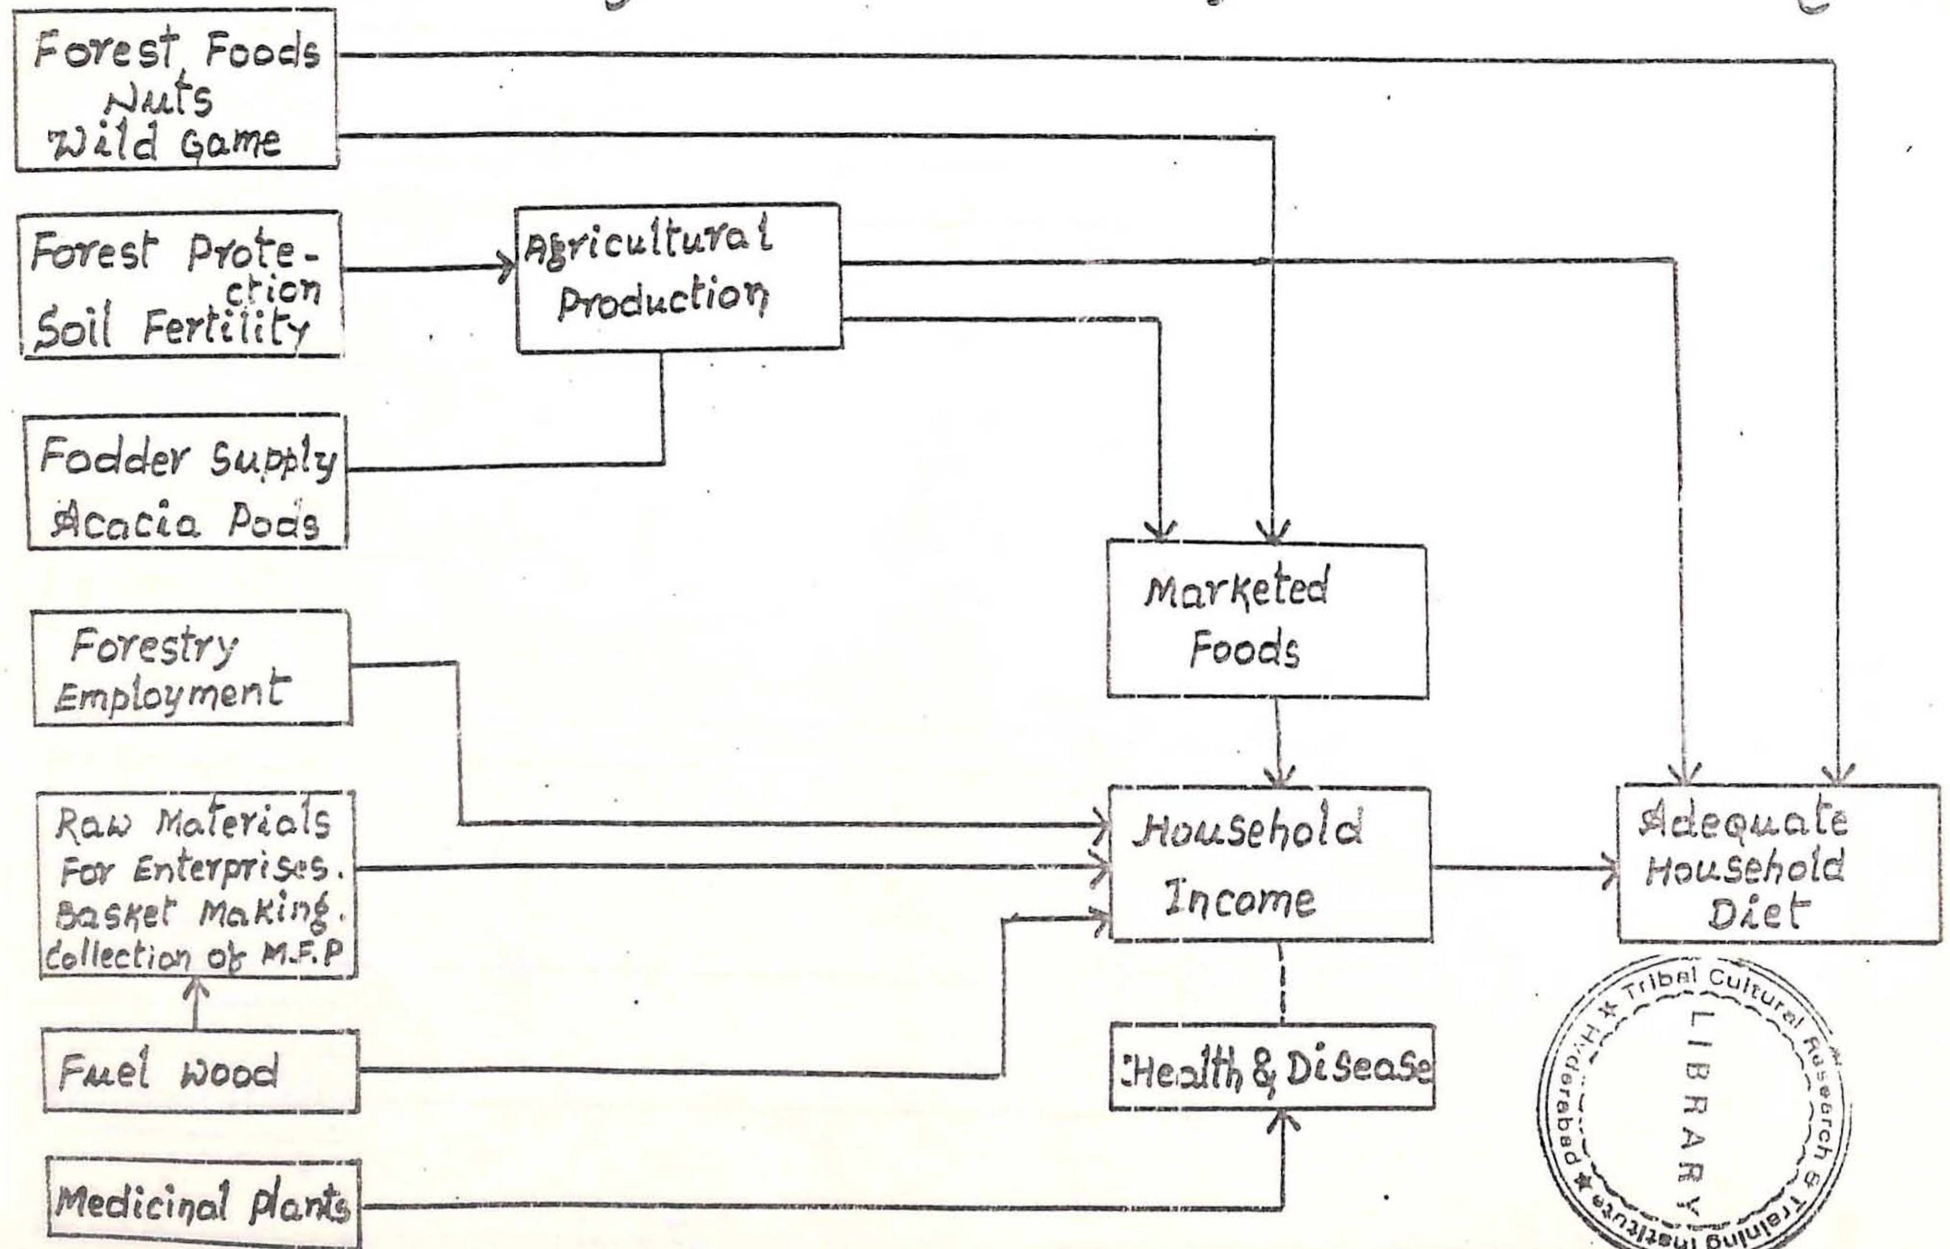 Forest Foods
Nuts
Wild Game
Forest Prote-
ction
Soil Fertility
Agricultural
Production
Fodder Supply
Acacia Pods
Forestry
Employment
Marketed
Foods
Raw Materials
For Enterprises.
Basket Making.
Collection of M.F.P
Household
Income
Adequate
Household
Diet
Fuel wood
Health & Disease
Medicinal plants
Tribal Cultural Research & Training Institute ★ Hyderabad ★
LIBRARY